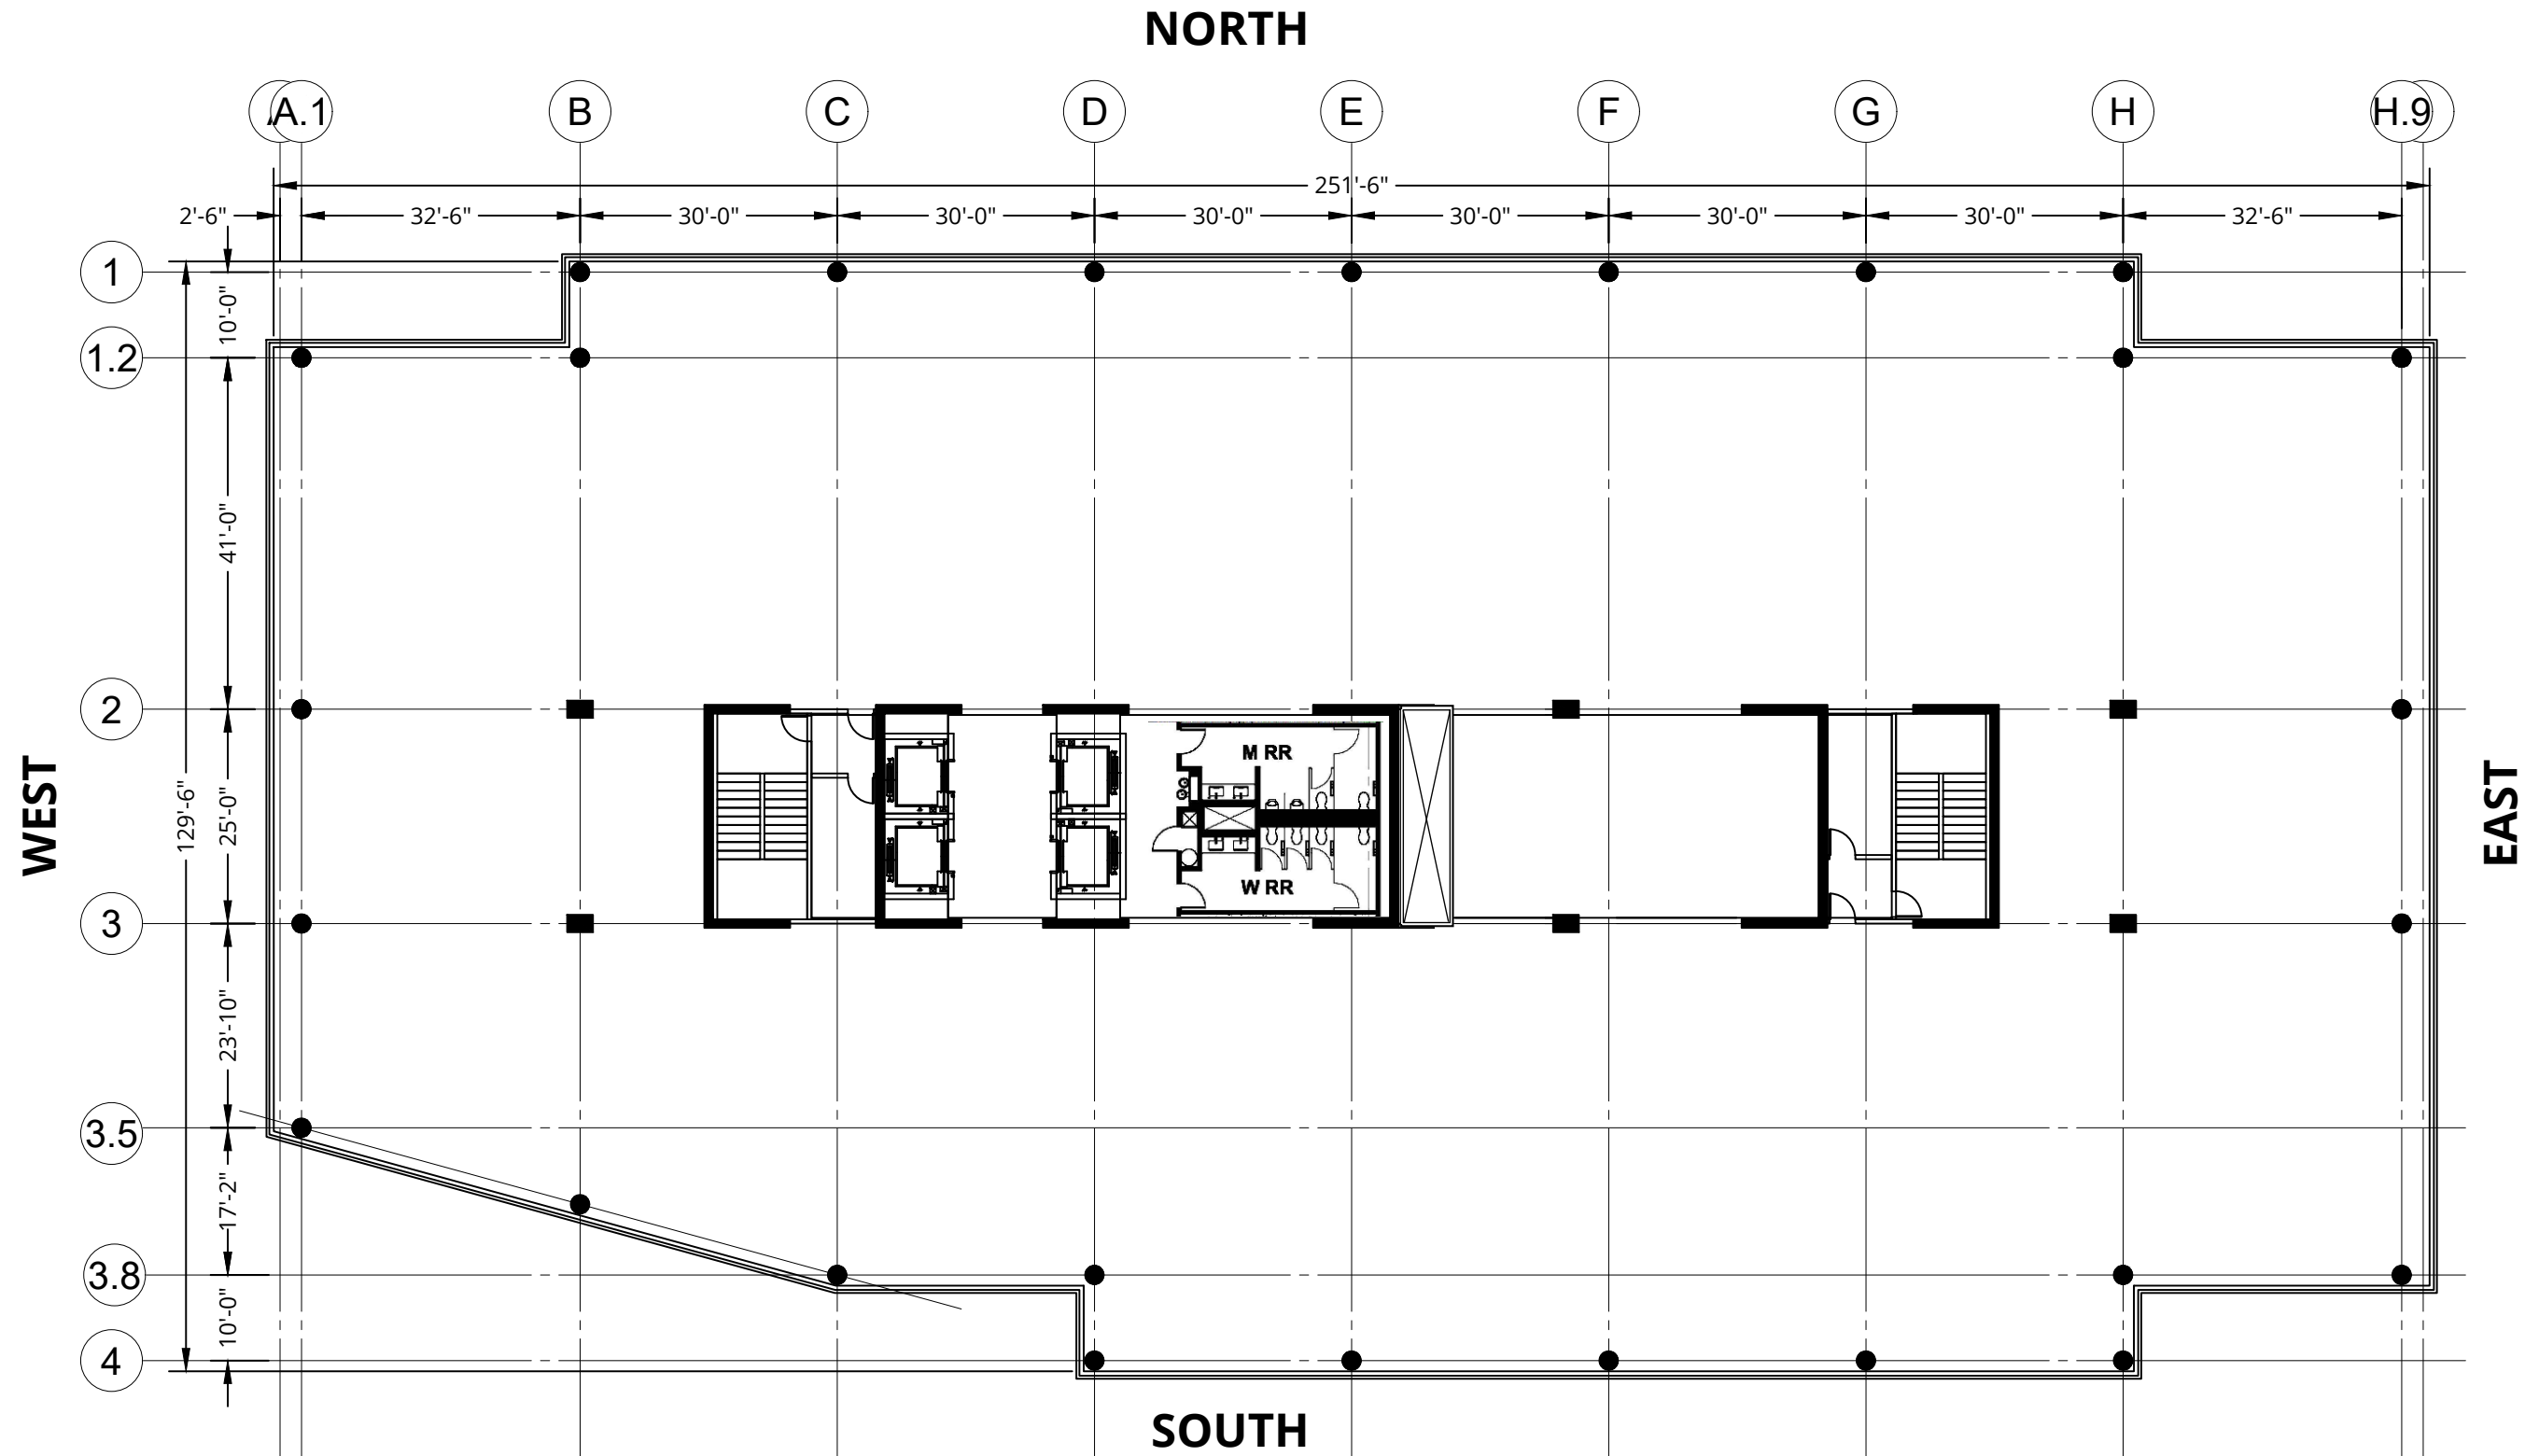 NORTH
A.1 B C D E F G H H.9
251'-6"
2'-6" 32'-6" 30'-0" 30'-0" 30'-0" 30'-0" 30'-0" 30'-0" 32'-6"
1
10'-0"
1.2
41'-0"
2
M RR
WEST
129'-6"
25'-0"
EAST
W RR
3
23'-10"
3.5
17'-2"
3.8
10'-0"
4
SOUTH